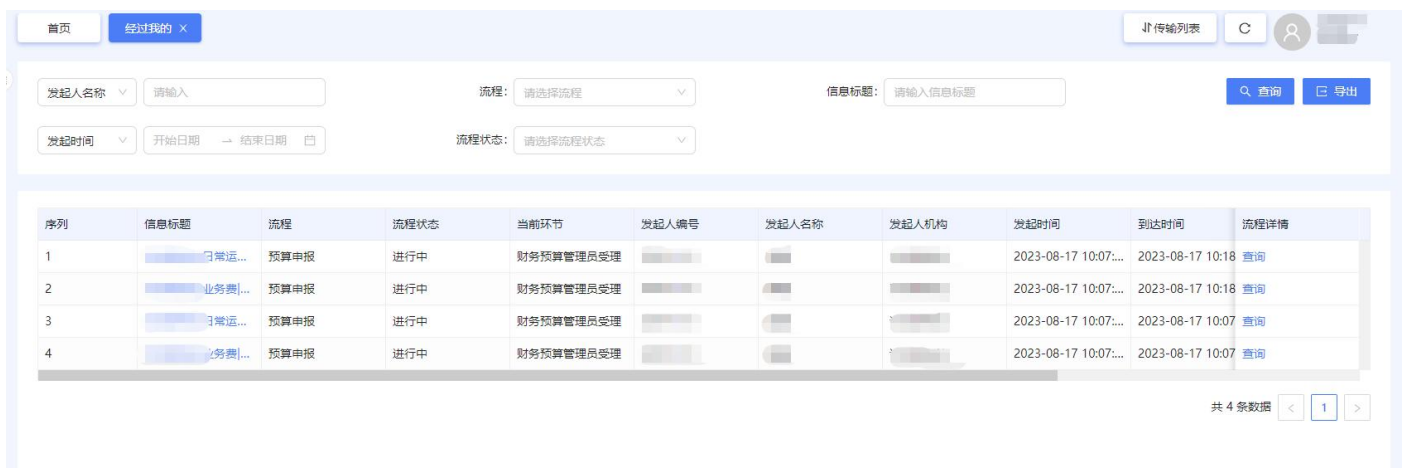 首页 经过我的 × 传输列表
发起人名称 请输入 流程: 请选择流程 信息标题: 请输入信息标题 查询 导出
发起时间 开始日期 → 结束日期 流程状态: 请选择流程状态
序列 信息标题 流程 流程状态 当前环节 发起人编号 发起人名称 发起人机构 发起时间 到达时间 流程详情
1 日常运... 预算申报 进行中 财务预算管理员受理 2023-08-17 10:07:... 2023-08-17 10:18 查询
2 业务费|... 预算申报 进行中 财务预算管理员受理 2023-08-17 10:07:... 2023-08-17 10:18 查询
3 日常运... 预算申报 进行中 财务预算管理员受理 2023-08-17 10:07:... 2023-08-17 10:07 查询
4 业务费|... 预算申报 进行中 财务预算管理员受理 2023-08-17 10:07:... 2023-08-17 10:07 查询
共 4 条数据 < 1 >